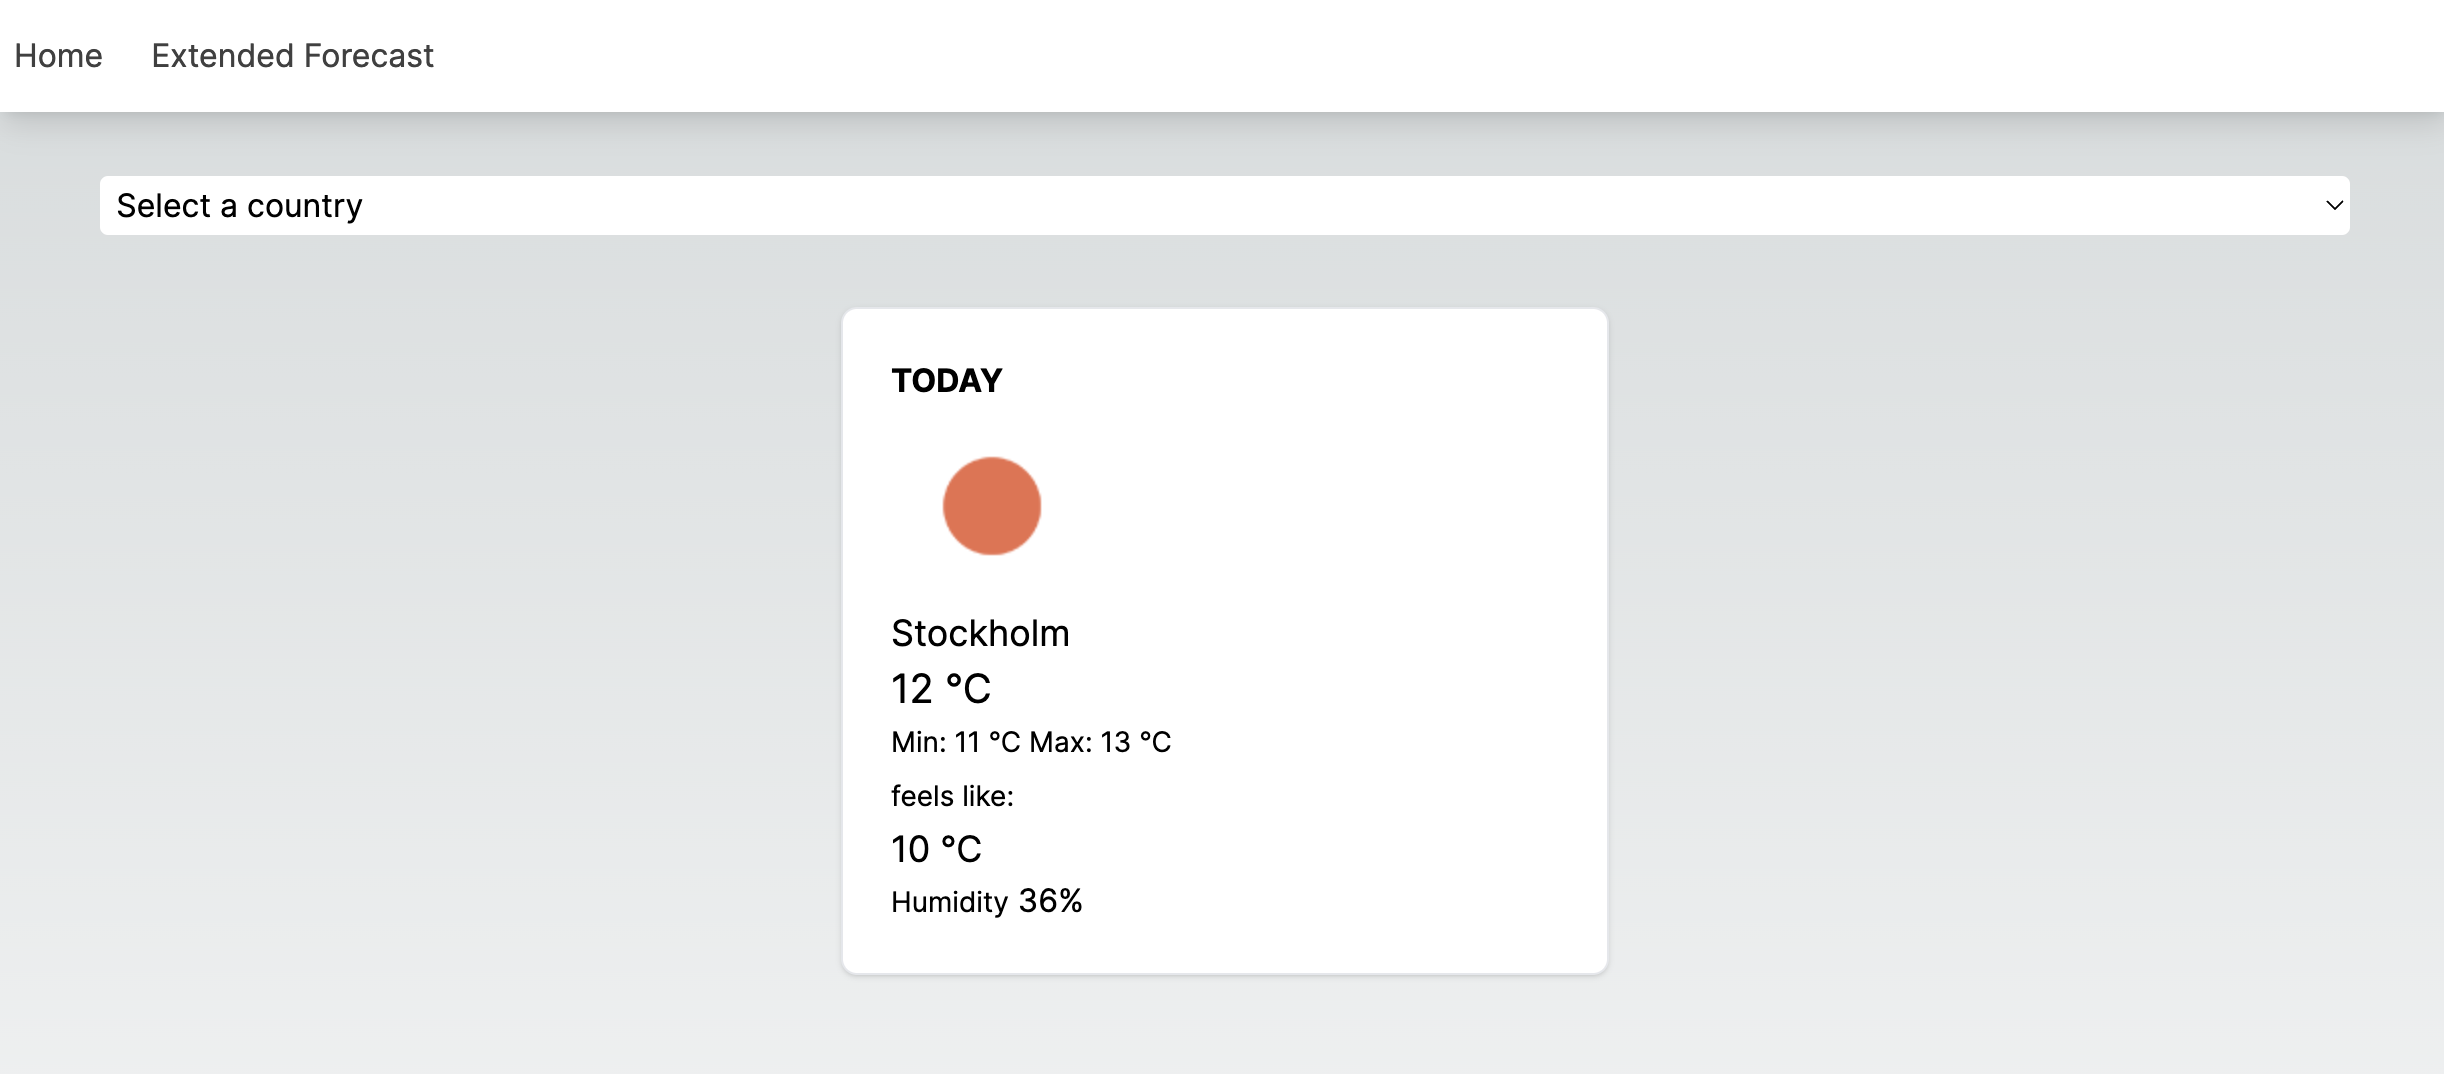 Home Extended Forecast
Select a country
TODAY
Stockholm
12 °C
Min: 11 °C Max: 13 °C
feels like:
10 °C
Humidity 36%